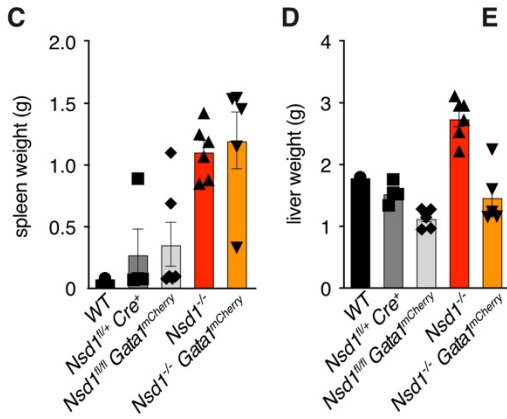 C
D
E
spleen weight (g)
2.0
1.5
1.0
0.5
0
WT
Nsd1fl/+ Cre+
Nsd1fl/fl Gata1mCherry
Nsd1-/-
Nsd1-/- Gata1mCherry
liver weight (g)
4
3
2
1
0
WT
Nsd1fl/+ Cre+
Nsd1fl/fl Gata1mCherry
Nsd1-/-
Nsd1-/- Gata1mCherry